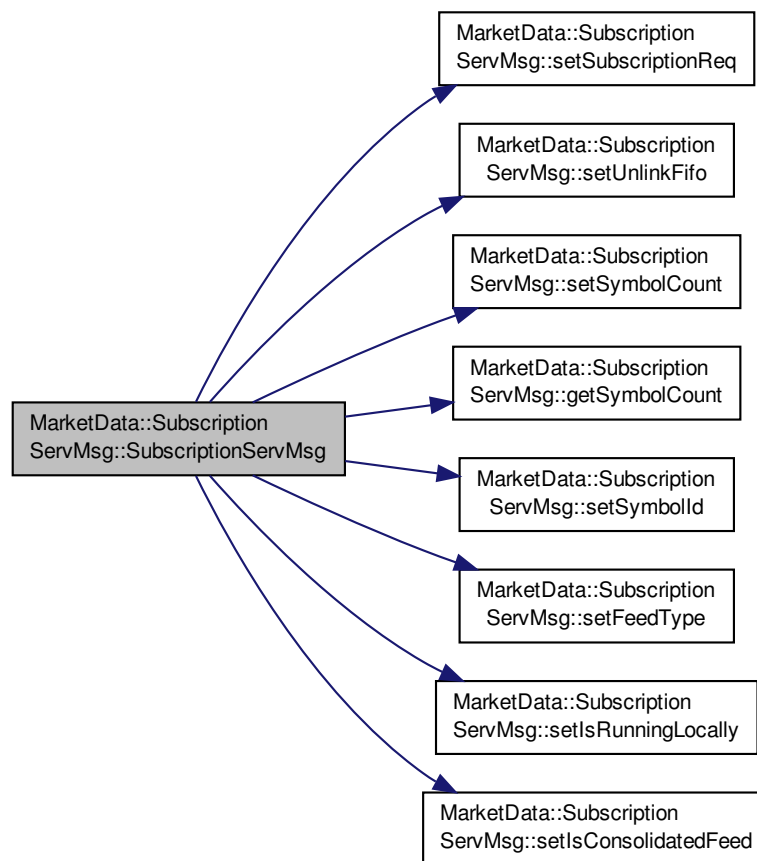 MarketData::Subscription
ServMsg::setSubscriptionReq
MarketData::Subscription
ServMsg::setUnlinkFifo
MarketData::Subscription
ServMsg::setSymbolCount
MarketData::Subscription
ServMsg::getSymbolCount
MarketData::Subscription
ServMsg::SubscriptionServMsg
MarketData::Subscription
ServMsg::setSymbolId
MarketData::Subscription
ServMsg::setFeedType
MarketData::Subscription
ServMsg::setIsRunningLocally
MarketData::Subscription
ServMsg::setIsConsolidatedFeed